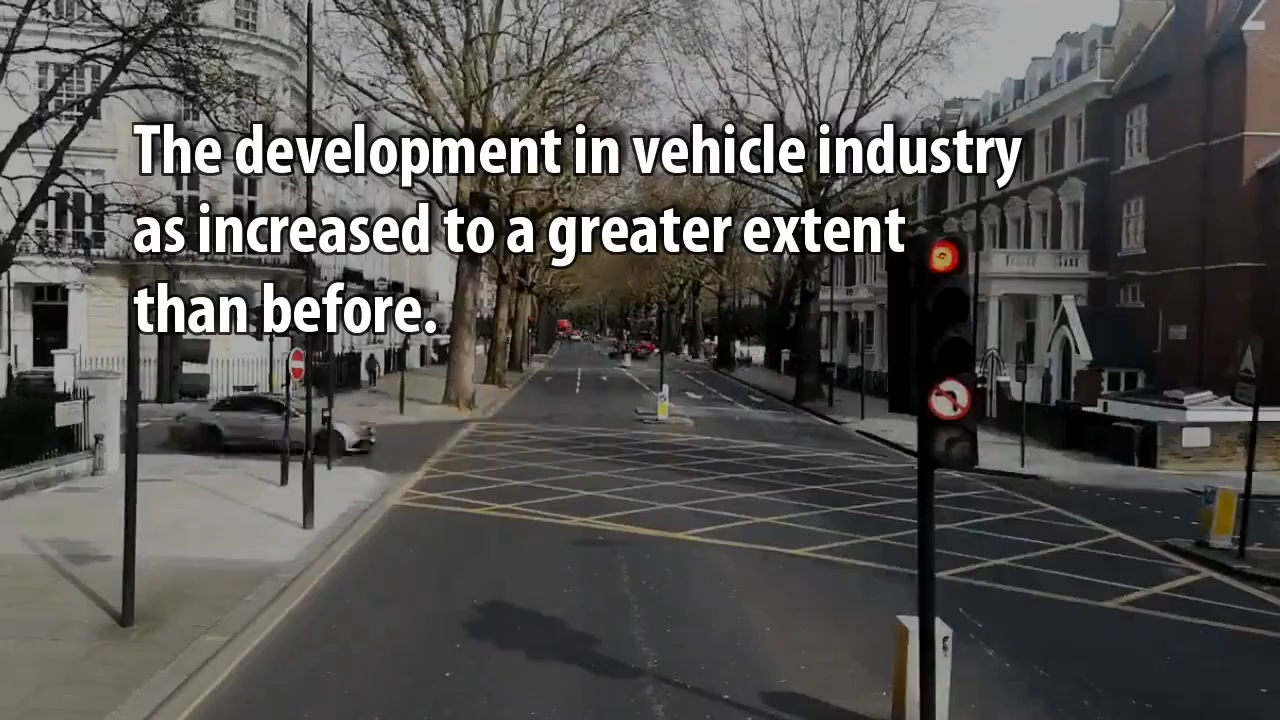 The development in vehicle industry
as increased to a greater extent
than before.